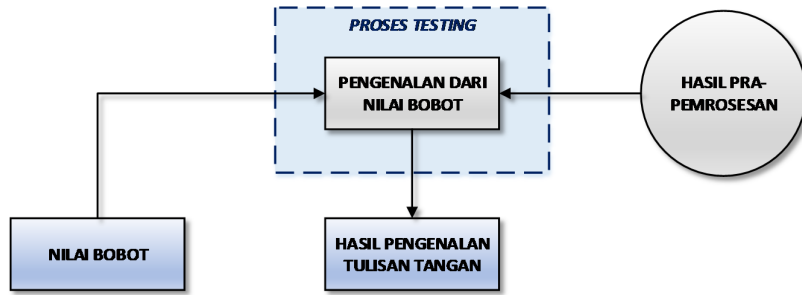 PROSES TESTING
PENGENALAN DARI
NILAI BOBOT
HASIL PRA-
PEMROSESAN
NILAI BOBOT
HASIL PENGENALAN
TULISAN TANGAN